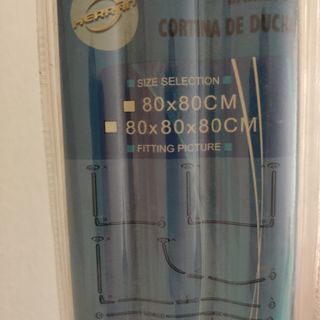 CORTINA DE DUCHA
SIZE SELECTION
80x80CM
80x80x80CM
FITTING PICTURE